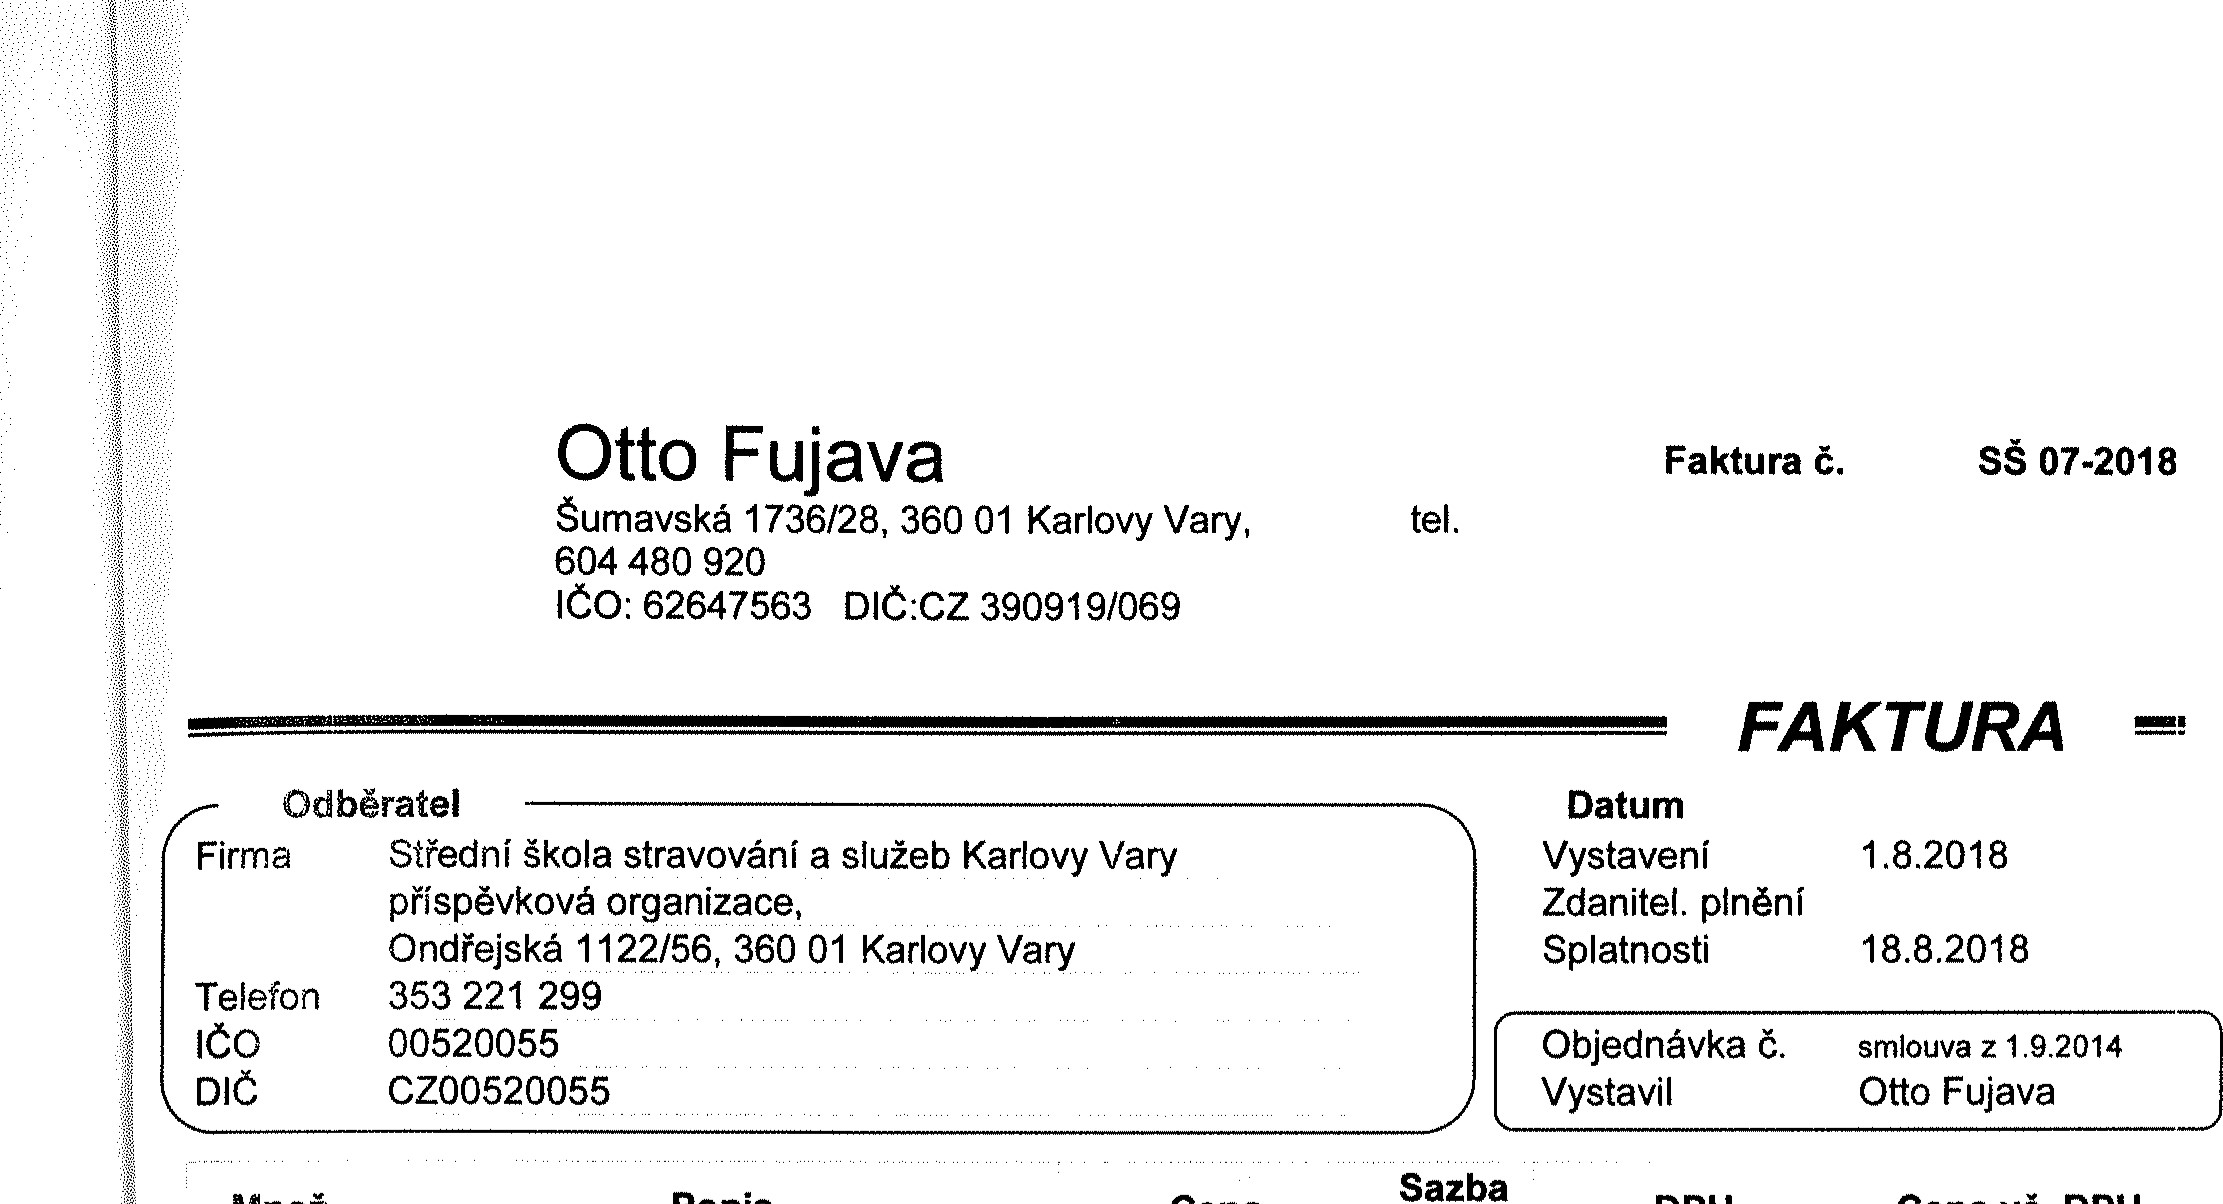 Otto Fujava
Faktura č. SŠ 07-2018
Šumavská 1736/28, 360 01 Karlovy Vary, tel.
604 480 920
IČO: 62647563 DIČ:CZ 390919/069
FAKTURA
Odběratel
Firma Střední škola stravování a služeb Karlovy Vary
příspěvková organizace,
Ondřejská 1122/56, 360 01 Karlovy Vary
Telefon 353 221 299
IČO 00520055
DIČ CZ00520055
Datum
Vystavení 1.8.2018
Zdanitel. plnění
Splatnosti 18.8.2018
Objednávka č. smlouva z 1.9.2014
Vystavil Otto Fujava
Sazba